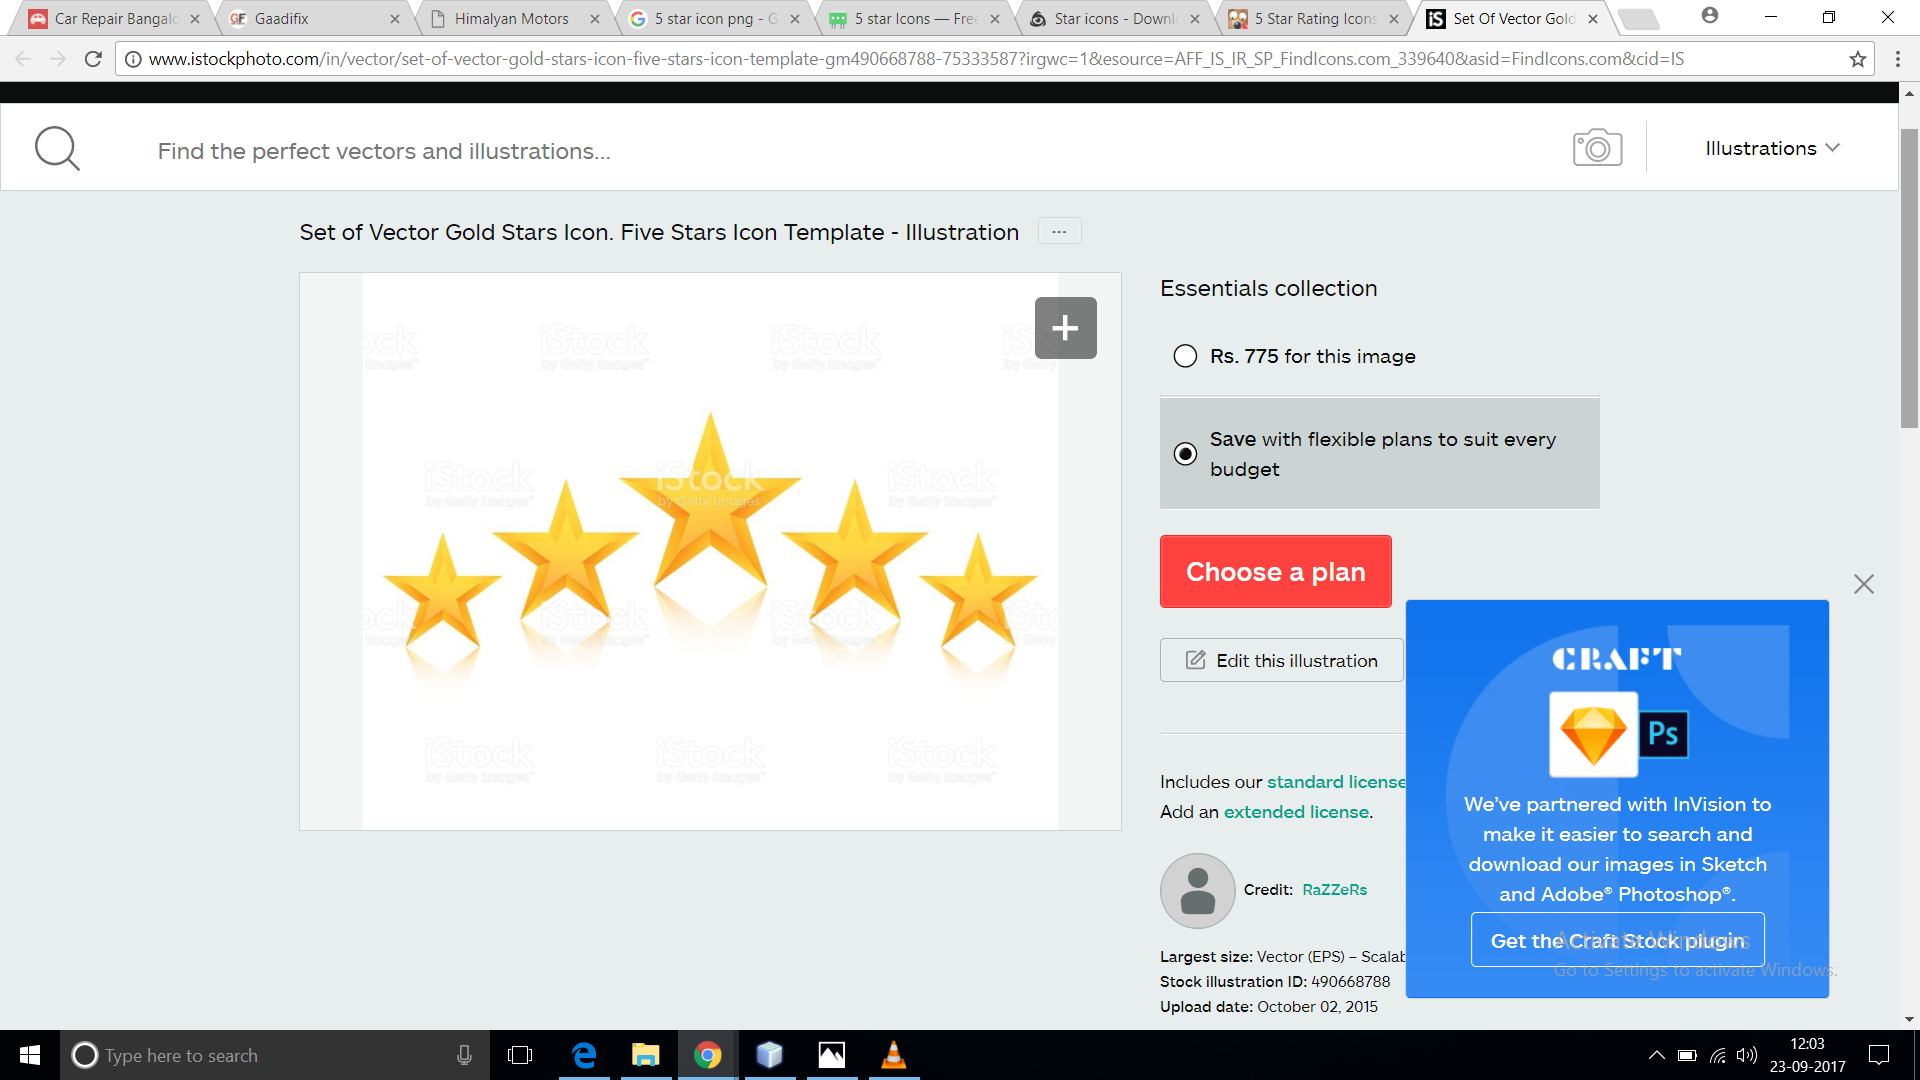 Car Repair Bangalc
Gaadifix
Himalyan Motors
5 star icon png - G
5 star Icons — Free
Star icons - Downl
5 Star Rating Icons
Set Of Vector Gold
www.istockphoto.com/in/vector/set-of-vector-gold-stars-icon-five-stars-icon-template-gm490668788-75333587?irgwc=1&esource=AFF_IS_IR_SP_FindIcons.com_339640&asid=FindIcons.com&cid=IS
Find the perfect vectors and illustrations...
Illustrations
Set of Vector Gold Stars Icon. Five Stars Icon Template - Illustration
...
iStock
by Getty Images™
Essentials collection
Rs. 775 for this image
Save with flexible plans to suit every
budget
Choose a plan
Edit this illustration
Includes our standard license
Add an extended license.
Credit: RaZZeRs
Largest size: Vector (EPS) – Scalab
Stock illustration ID: 490668788
Upload date: October 02, 2015
CRAFT
Ps
We've partnered with InVision to
make it easier to search and
download our images in Sketch
and Adobe® Photoshop®.
Get the Craft Stock plugin
Activate Windows
Go to Settings to activate Windows.
Type here to search
12:03
23-09-2017